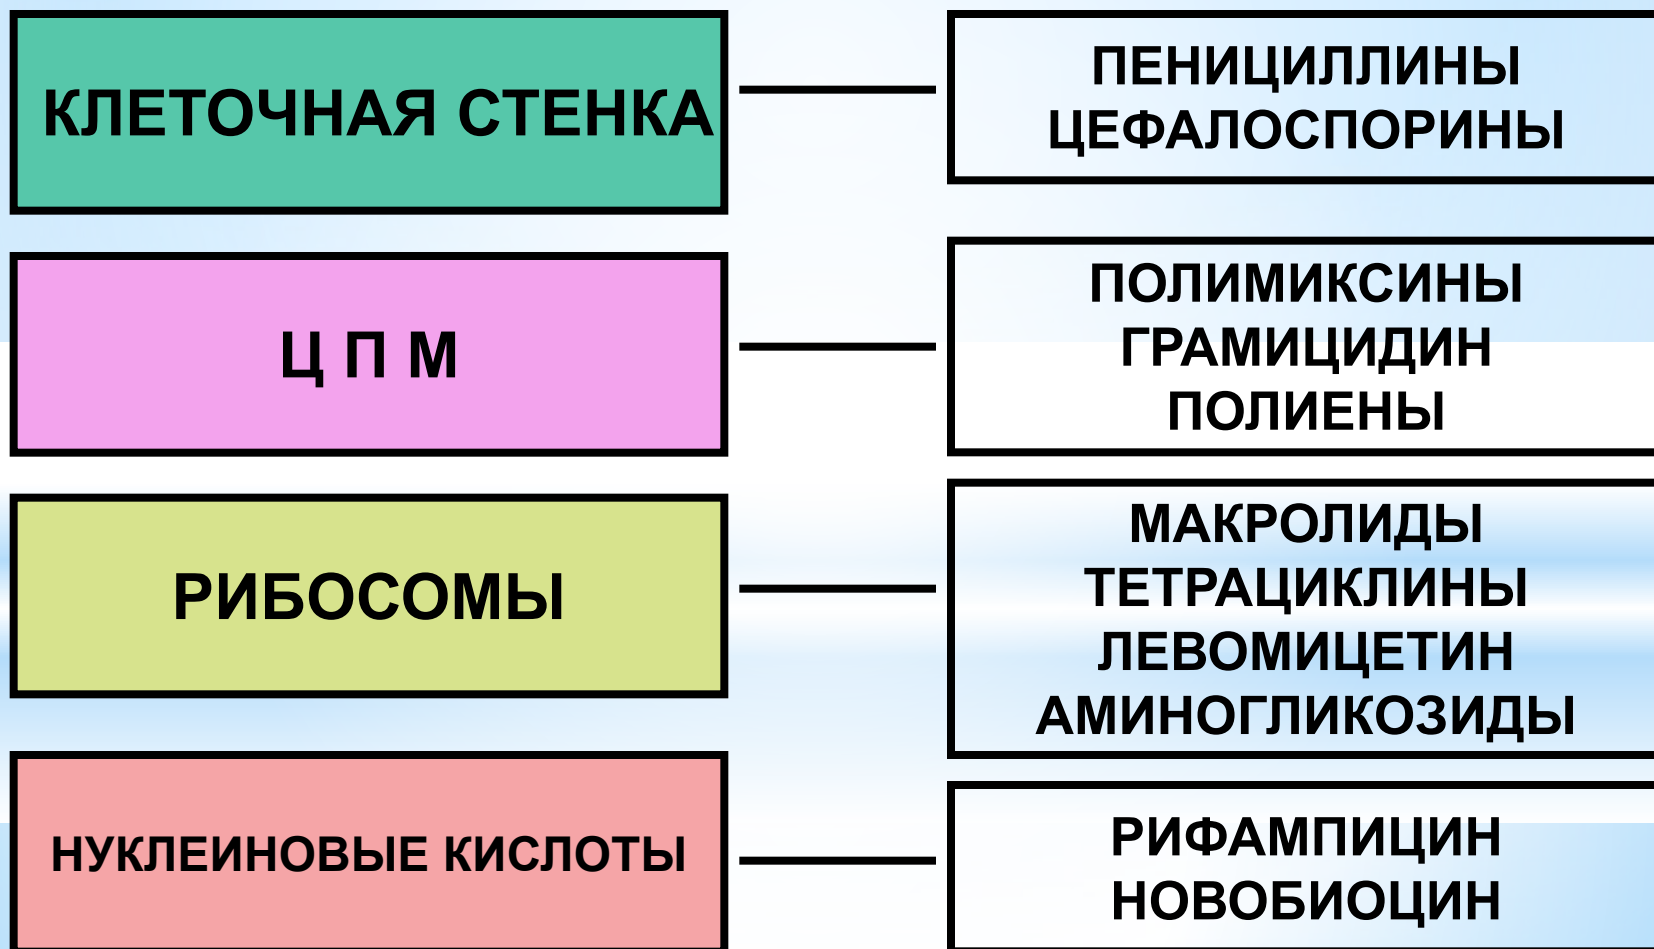 КЛЕТОЧНАЯ СТЕНКА
ПЕНИЦИЛЛИНЫ
ЦЕФАЛОСПОРИНЫ
Ц П М
ПОЛИМИКСИНЫ
ГРАМИЦИДИН
ПОЛИЕНЫ
РИБОСОМЫ
МАКРОЛИДЫ
ТЕТРАЦИКЛИНЫ
ЛЕВОМИЦЕТИН
АМИНОГЛИКОЗИДЫ
НУКЛЕИНОВЫЕ КИСЛОТЫ
РИФАМПИЦИН
НОВОБИОЦИН